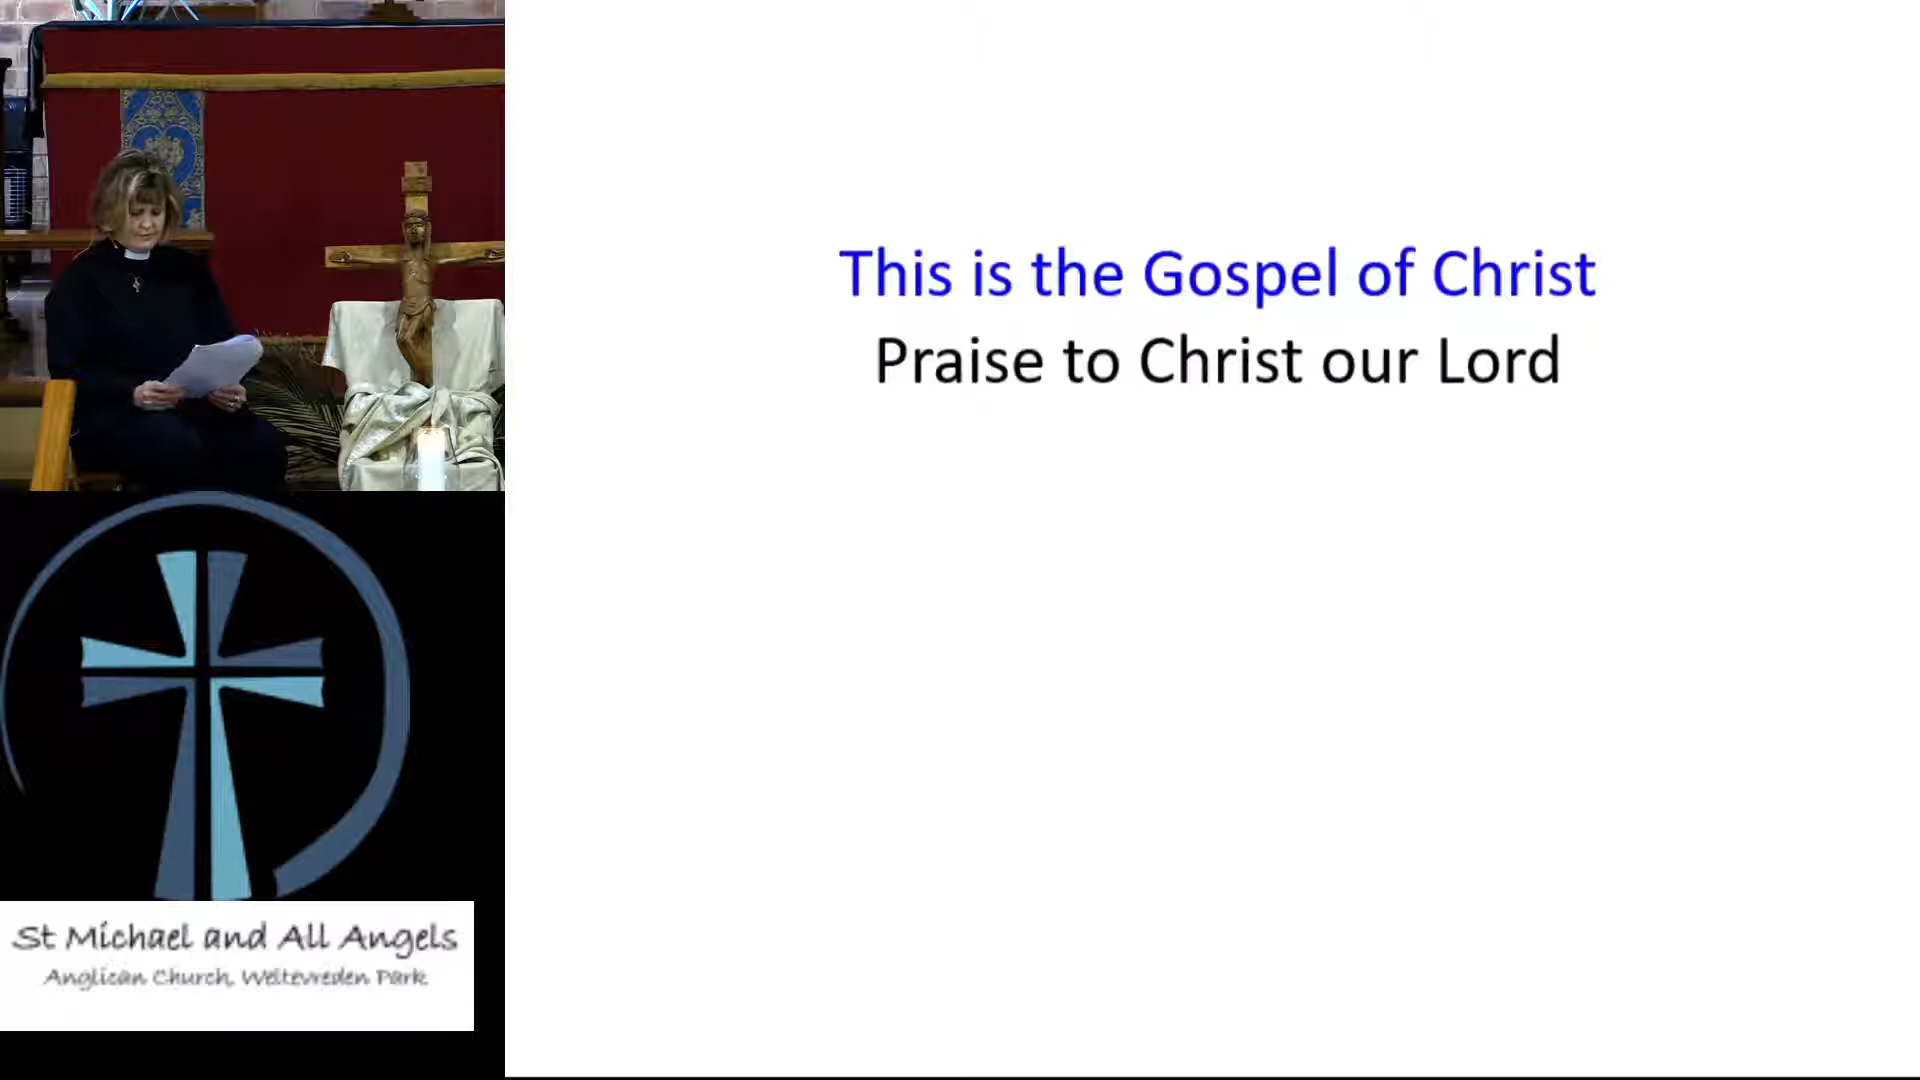 This is the Gospel of Christ
Praise to Christ our Lord
St Michael and All Angels
Anglican Church, Weltevreden Park